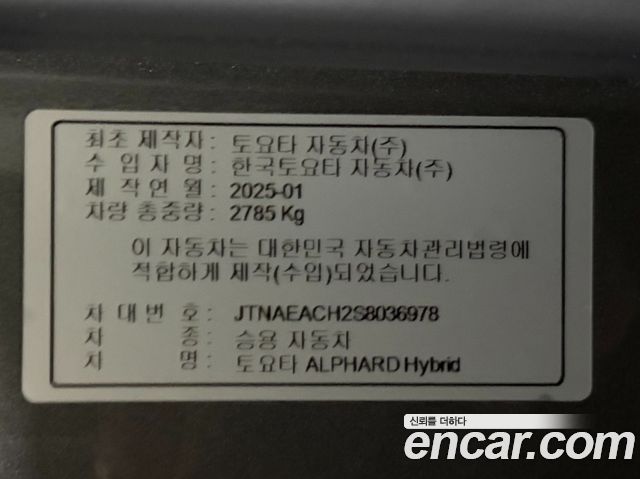 최초 제작자 : 토요타 자동차(주)
수 입 자 명 : 한국토요타 자동차(주)
제 작 연 월 : 2025-01
차량 총중량 : 2785 Kg
이 자동차는 대한민국 자동차관리법령에
적합하게 제작(수입)되었습니다.
차 대 번 호 : JTNAEACH2S8036978
차 종 : 승용 자동차
차 명 : 토요타 ALPHARD Hybrid
신뢰를 더하다
encar.com